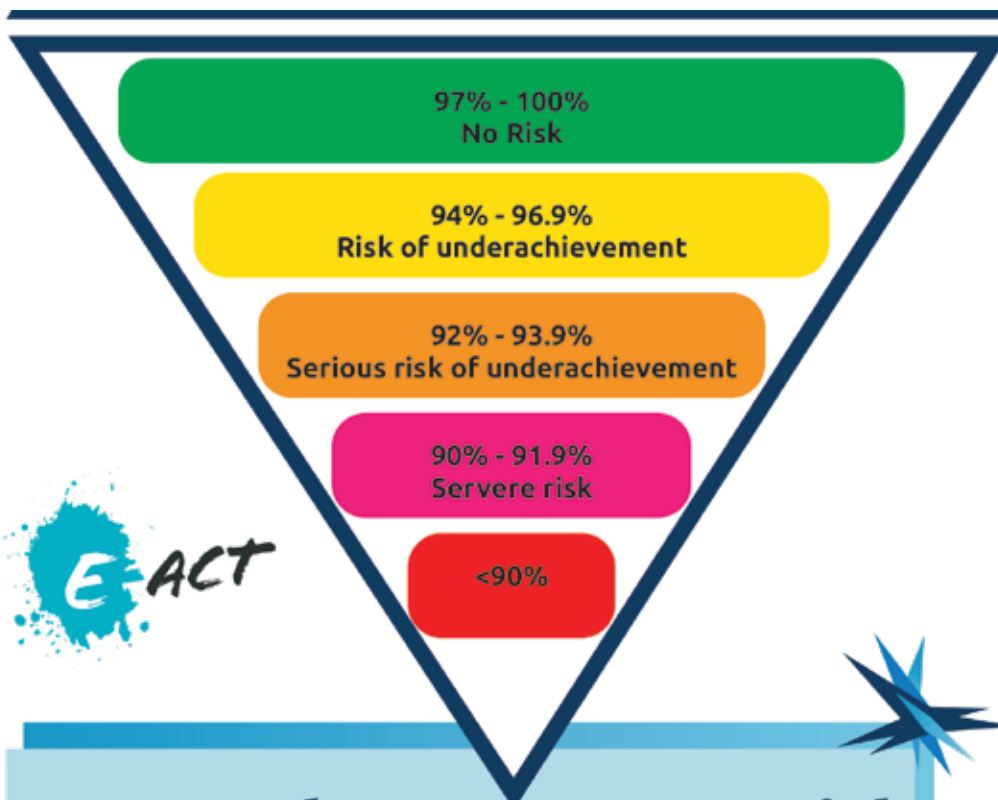 97% - 100%
No Risk
94% - 96.9%
Risk of underachievement
92% - 93.9%
Serious risk of underachievement
90% - 91.9%
Servere risk
<90%
E-ACT